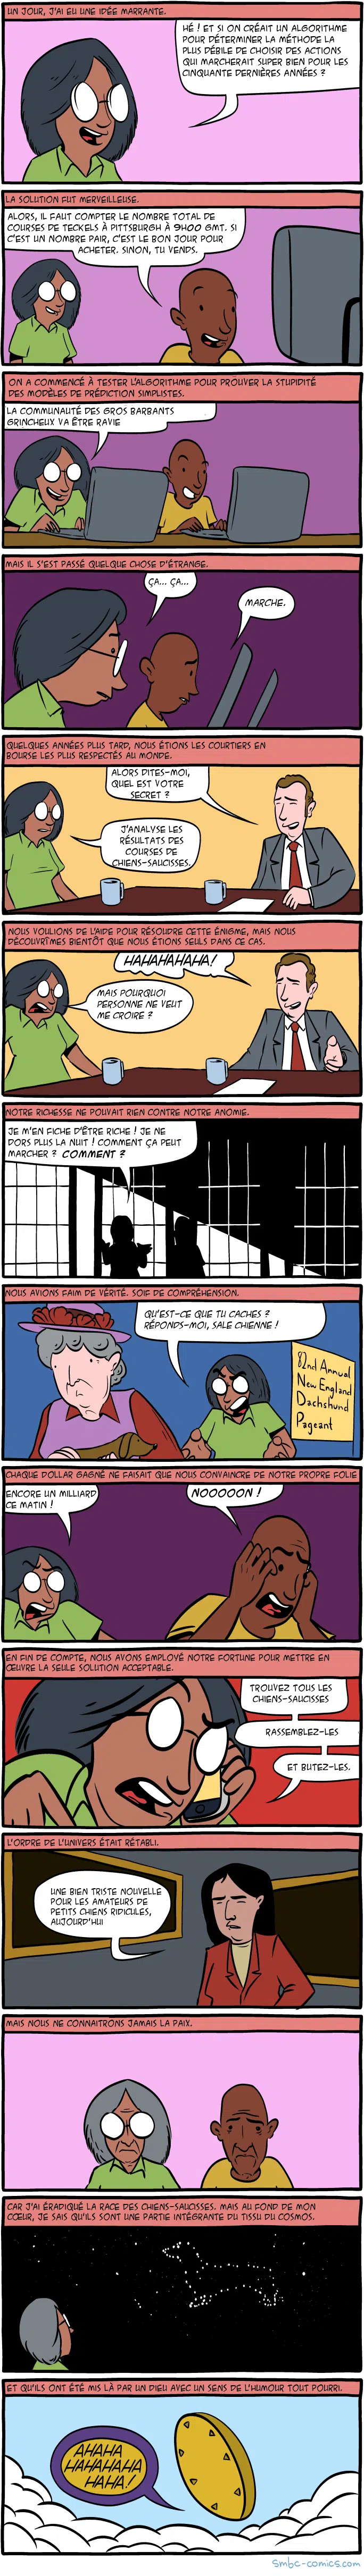 UN JOUR, J'AI EU UNE IDÉE MARRANTE.
HÉ ! ET SI ON CRÉAIT UN ALGORITHME
POUR DÉTERMINER LA MÉTHODE LA
PLUS DÉBILE DE CHOISIR DES ACTIONS
QUI MARCHERAIT SUPER BIEN POUR LES
CINQUANTE DERNIÈRES ANNÉES ?
LA SOLUTION FUT MERVEILLEUSE.
ALORS, IL FAUT COMPTER LE NOMBRE TOTAL DE
COURSES DE TECKELS À PITTSBURGH À 9H00 GMT. SI
C'EST UN NOMBRE PAIR, C'EST LE BON JOUR POUR
ACHETER. SINON, TU VENDS.
ON A COMMENCÉ À TESTER L'ALGORITHME POUR PROUVER LA STUPIDITÉ
DES MODÈLES DE PRÉDICTION SIMPLISTES.
LA COMMUNAUTÉ DES GROS BARBANTS
GRINCHEUX VA ÊTRE RAVIE
MAIS IL S'EST PASSÉ QUELQUE CHOSE D'ÉTRANGE.
ÇA... ÇA...
MARCHE.
QUELQUES ANNÉES PLUS TARD, NOUS ÉTIONS LES COURTIERS EN
BOURSE LES PLUS RESPECTÉS AU MONDE.
ALORS DITES-MOI,
QUEL EST VOTRE
SECRET ?
J'ANALYSE LES
RÉSULTATS DES
COURSES DE
CHIENS-SAUCISSES.
NOUS VOULIONS DE L'AIDE POUR RÉSOUDRE CETTE ÉNIGME, MAIS NOUS
DÉCOUVRÎMES BIENTÔT QUE NOUS ÉTIONS SEULS DANS CE CAS.
HAHAHAHAHA!
MAIS POURQUOI
PERSONNE NE VEUT
ME CROIRE ?
NOTRE RICHESSE NE POUVAIT RIEN CONTRE NOTRE ANOMIE.
JE M'EN FICHE D'ÊTRE RICHE ! JE NE
DORS PLUS LA NUIT ! COMMENT ÇA PEUT
MARCHER ? COMMENT ?
NOUS AVIONS FAIM DE VÉRITÉ. SOIF DE COMPRÉHENSION.
QU'EST-CE QUE TU CACHES ?
RÉPONDS-MOI, SALE CHIENNE !
82nd Annual
New England
Dachshund
Pageant
CHAQUE DOLLAR GAGNÉ NE FAISAIT QUE NOUS CONVAINCRE DE NOTRE PROPRE FOLIE
ENCORE UN MILLIARD
CE MATIN !
NOOOOON !
EN FIN DE COMPTE, NOUS AVONS EMPLOYÉ NOTRE FORTUNE POUR METTRE EN
ŒUVRE LA SEULE SOLUTION ACCEPTABLE.
TROUVEZ TOUS LES
CHIENS-SAUCISSES
RASSEMBLEZ-LES
ET BUTEZ-LES.
L'ORDRE DE L'UNIVERS ÉTAIT RÉTABLI.
UNE BIEN TRISTE NOUVELLE
POUR LES AMATEURS DE
PETITS CHIENS RIDICULES,
AUJOURD'HUI
MAIS NOUS NE CONNAITRONS JAMAIS LA PAIX.
CAR J'AI ÉRADIQUÉ LA RACE DES CHIENS-SAUCISSES. MAIS AU FOND DE MON
CŒUR, JE SAIS QU'ILS SONT UNE PARTIE INTÉGRANTE DU TISSU DU COSMOS.
ET QU'ILS ONT ÉTÉ MIS LÀ PAR UN DIEU AVEC UN SENS DE L'HUMOUR TOUT POURRI.
AHAHA
HAHAHAHA
HAHA!
smbc-comics.com